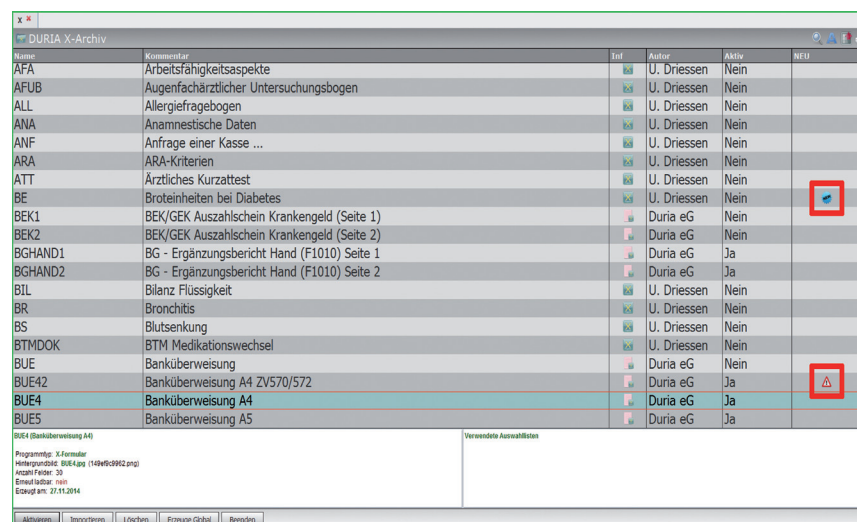 X
DURIA X-Archiv
Name Kommentar Inf Autor Aktiv NEU
AFA Arbeitsfähigkeitsaspekte U. Driessen Nein
AFUB Augenfachärztlicher Untersuchungsbogen U. Driessen Nein
ALL Allergiefragebogen U. Driessen Nein
ANA Anamnestische Daten U. Driessen Nein
ANF Anfrage einer Kasse ... U. Driessen Nein
ARA ARA-Kriterien U. Driessen Nein
ATT Ärztliches Kurzattest U. Driessen Nein
BE Broteinheiten bei Diabetes U. Driessen Nein
BEK1 BEK/GEK Auszahlschein Krankengeld (Seite 1) Duria eG Nein
BEK2 BEK/GEK Auszahlschein Krankengeld (Seite 2) Duria eG Nein
BGHAND1 BG - Ergänzungsbericht Hand (F1010) Seite 1 Duria eG Ja
BGHAND2 BG - Ergänzungsbericht Hand (F1010) Seite 2 Duria eG Ja
BIL Bilanz Flüssigkeit U. Driessen Nein
BR Bronchitis U. Driessen Nein
BS Blutsenkung U. Driessen Nein
BTMDOK BTM Medikationswechsel U. Driessen Nein
BUE Banküberweisung Duria eG Nein
BUE42 Banküberweisung A4 ZV570/572 Duria eG Ja
BUE4 Banküberweisung A4 Duria eG Ja
BUE5 Banküberweisung A5 Duria eG Ja
BUE4 (Banküberweisung A4) Verwendete Auswahllisten
Programmtyp: X-Formular
Hintergrundbild: BUE4.jpg (149ef9c9962.png)
Anzahl Felder: 30
Erneut ladbar: nein
Erzeugt am: 27.11.2014
Aktivieren Importieren Löschen Erzeuge Global Beenden